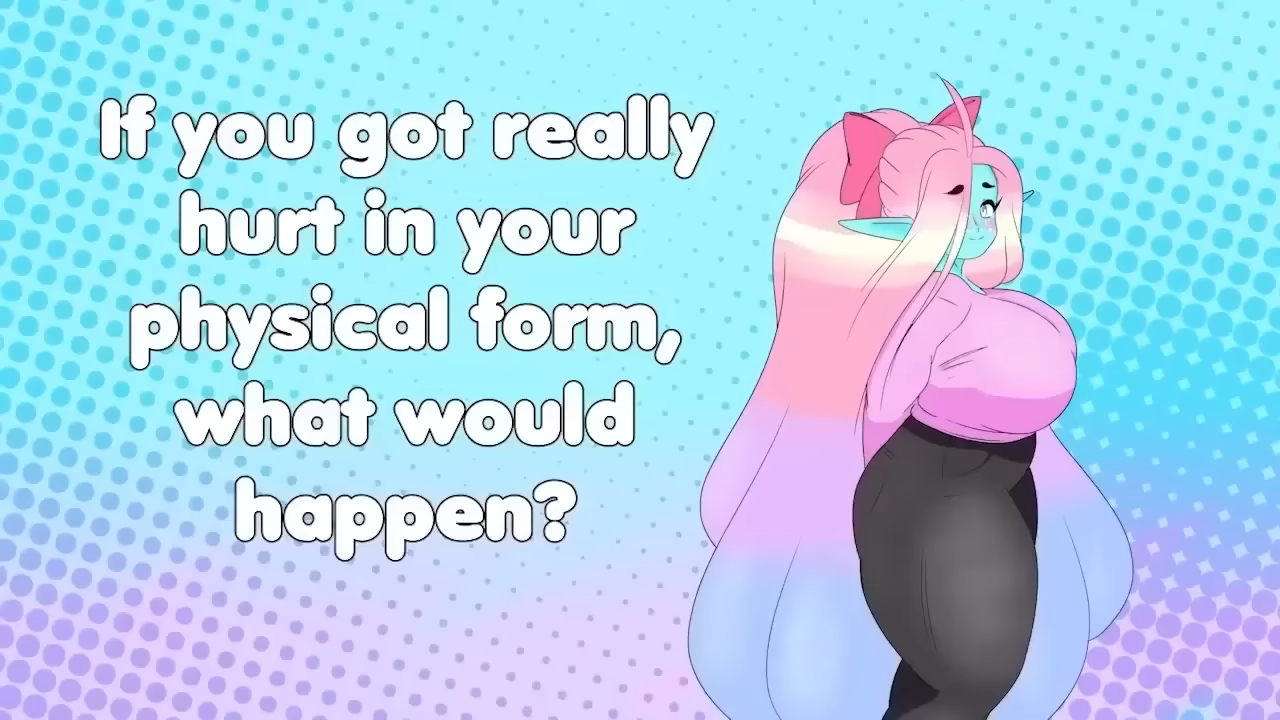 If you got really
hurt in your
physical form,
what would
happen?